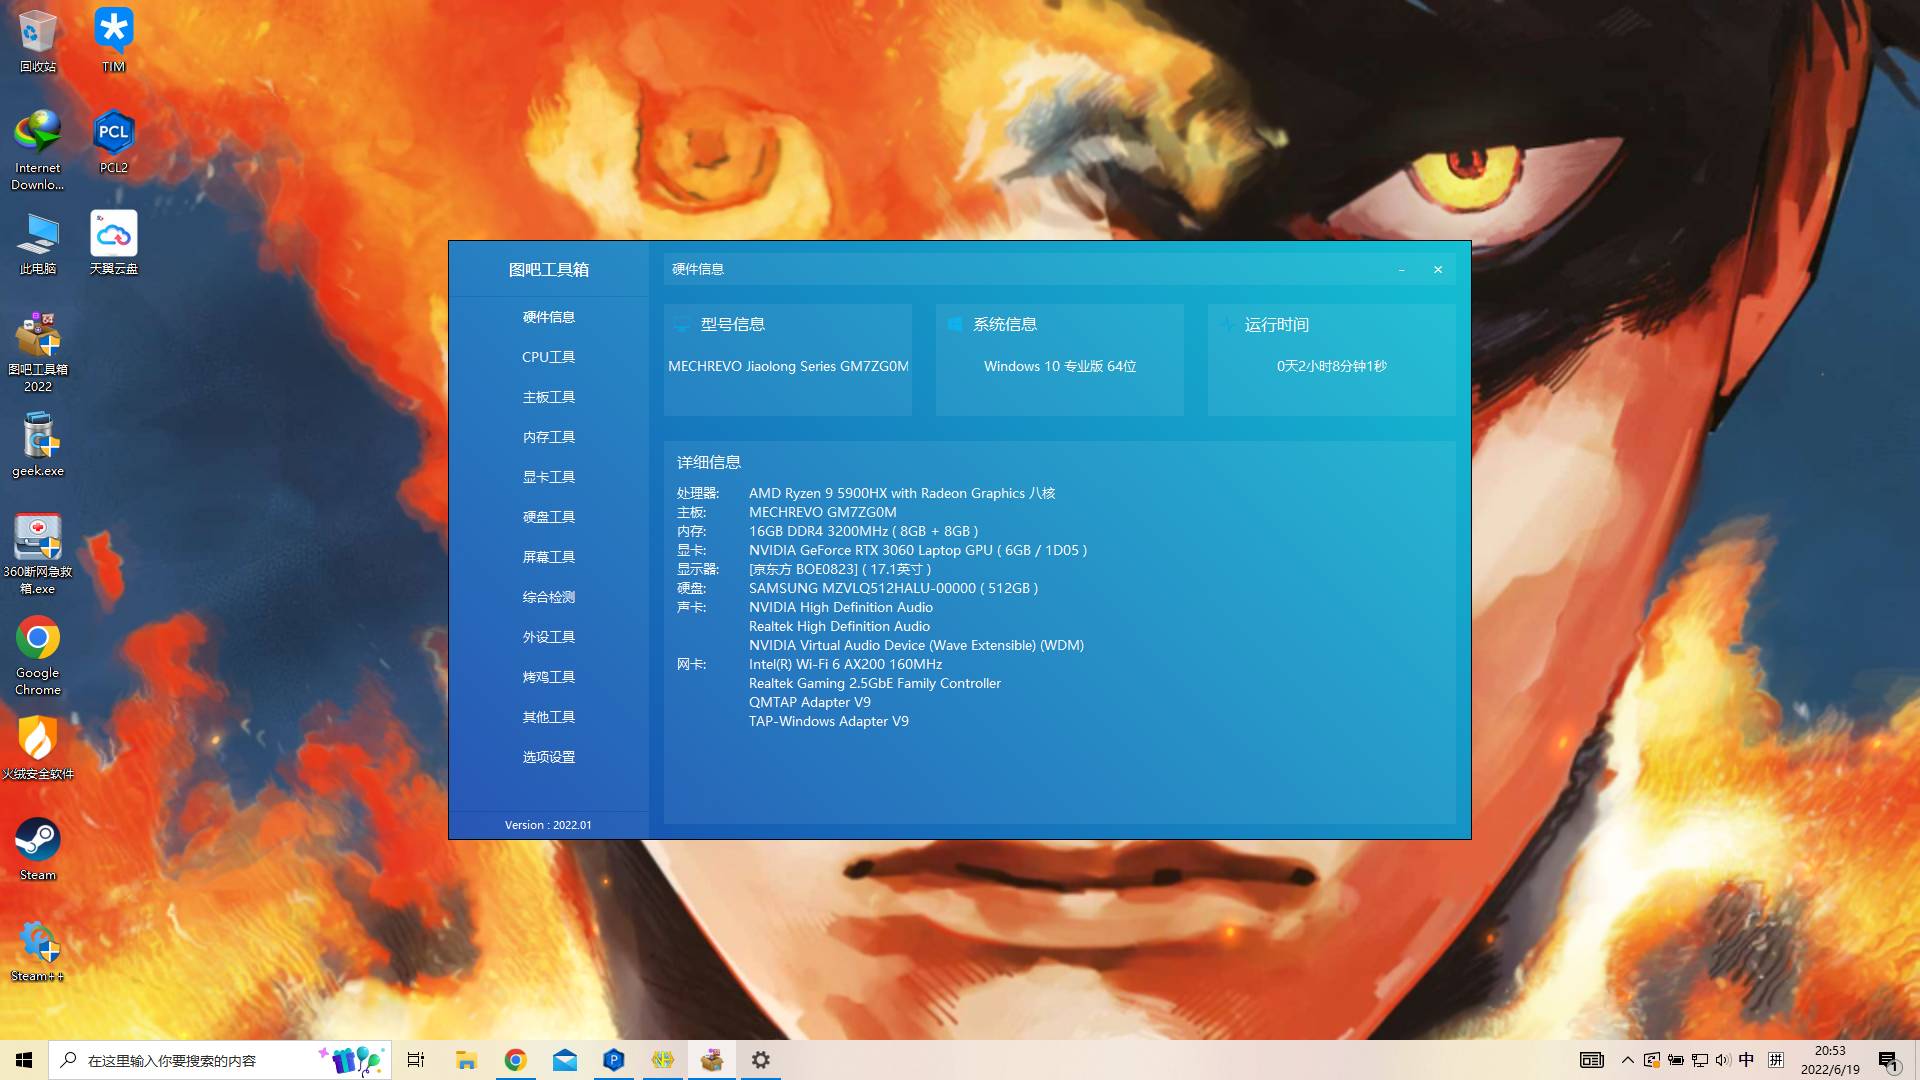 回收站
TIM
Internet
Downlo...
PCL
PCL2
此电脑
天翼云盘
64
图吧工具箱
2022
geek.exe
360断网急救
箱.exe
Google
Chrome
火绒安全软件
Steam
Steam++
图吧工具箱
硬件信息
CPU工具
主板工具
内存工具
显卡工具
硬盘工具
屏幕工具
综合检测
外设工具
烤鸡工具
其他工具
选项设置
Version : 2022.01
硬件信息
型号信息
MECHREVO Jiaolong Series GM7ZG0M
系统信息
Windows 10 专业版 64位
运行时间
0天2小时8分钟1秒
详细信息
处理器: AMD Ryzen 9 5900HX with Radeon Graphics 八核
主板: MECHREVO GM7ZG0M
内存: 16GB DDR4 3200MHz ( 8GB + 8GB )
显卡: NVIDIA GeForce RTX 3060 Laptop GPU ( 6GB / 1D05 )
显示器: [京东方 BOE0823] ( 17.1英寸 )
硬盘: SAMSUNG MZVLQ512HALU-00000 ( 512GB )
声卡: NVIDIA High Definition Audio
Realtek High Definition Audio
NVIDIA Virtual Audio Device (Wave Extensible) (WDM)
网卡: Intel(R) Wi-Fi 6 AX200 160MHz
Realtek Gaming 2.5GbE Family Controller
QMTAP Adapter V9
TAP-Windows Adapter V9
在这里输入你要搜索的内容
P
中
拼
20:53
2022/6/19
1